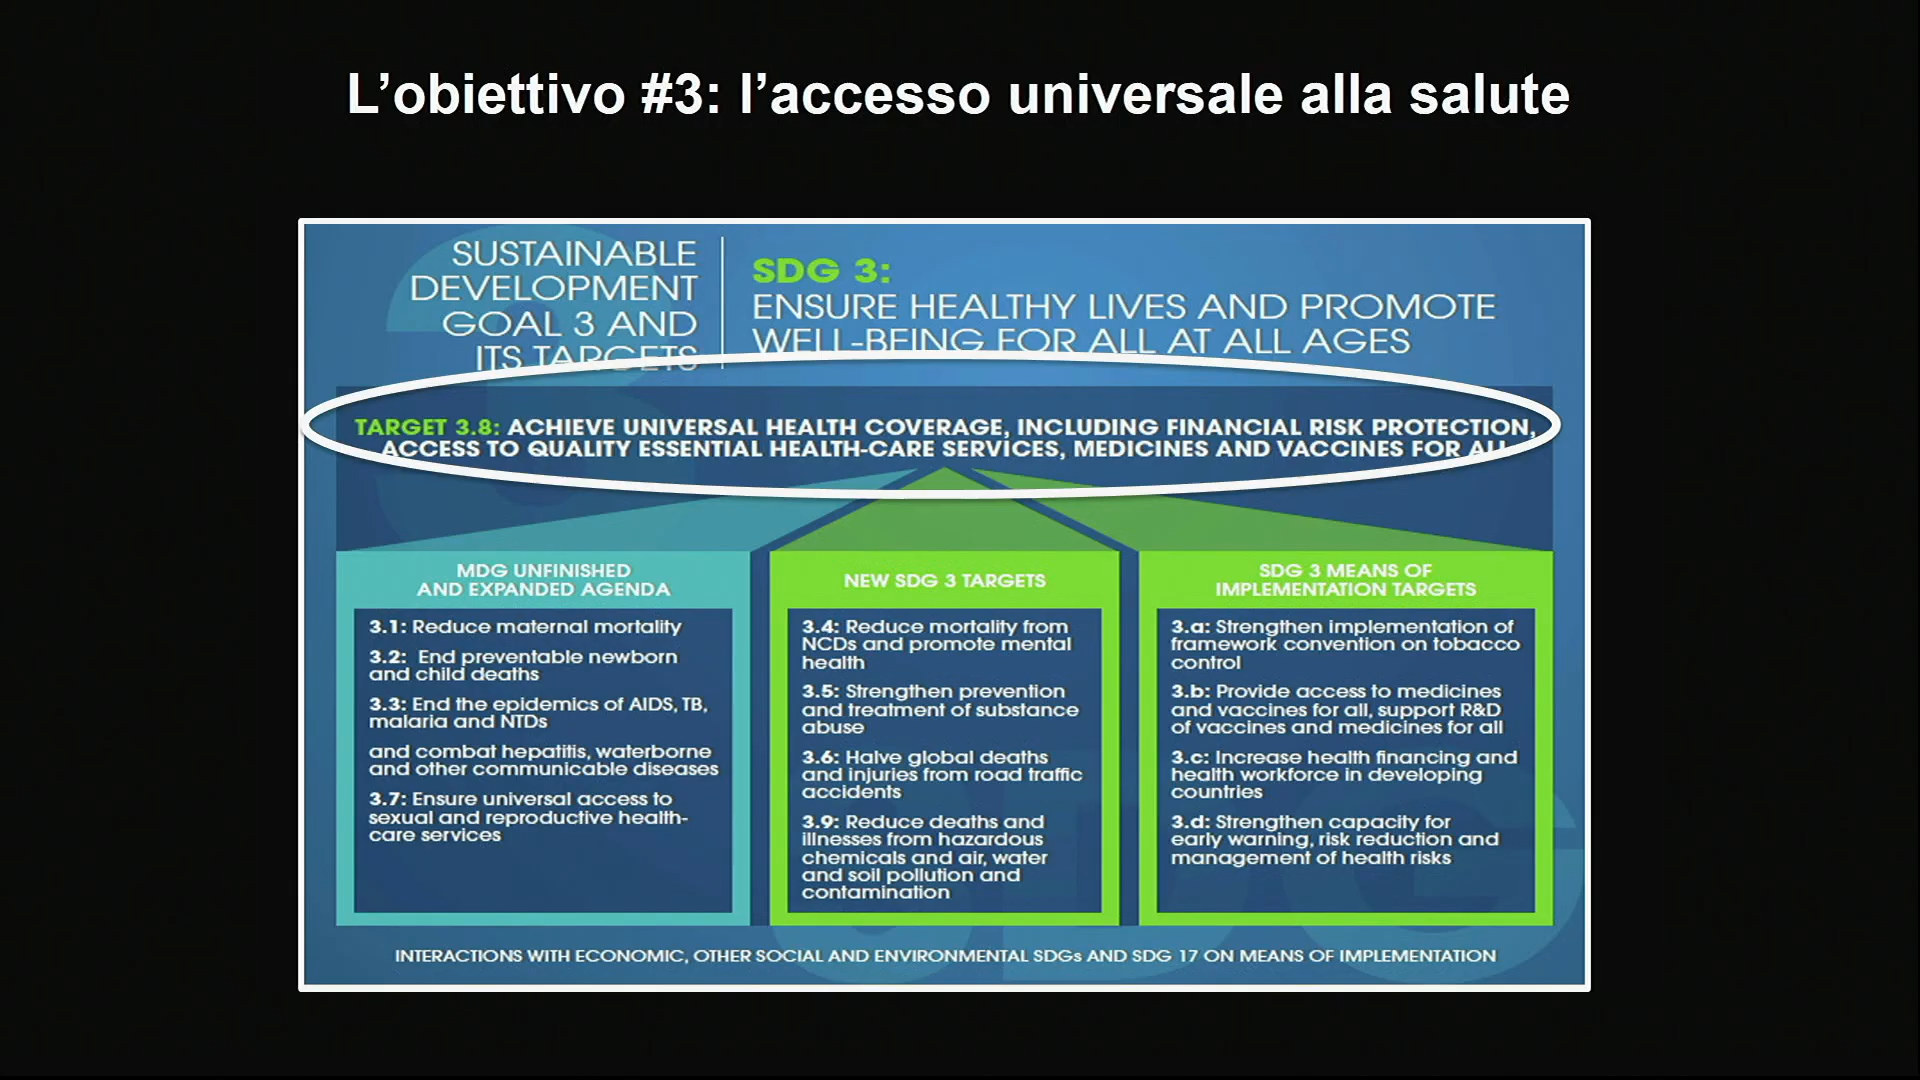 L’obiettivo #3: l’accesso universale alla salute
SUSTAINABLE
DEVELOPMENT
GOAL 3 AND
ITS TARGETS
SDG 3:
ENSURE HEALTHY LIVES AND PROMOTE
WELL-BEING FOR ALL AT ALL AGES
TARGET 3.8: ACHIEVE UNIVERSAL HEALTH COVERAGE, INCLUDING FINANCIAL RISK PROTECTION,
ACCESS TO QUALITY ESSENTIAL HEALTH-CARE SERVICES, MEDICINES AND VACCINES FOR ALL
MDG UNFINISHED
AND EXPANDED AGENDA
3.1: Reduce maternal mortality
3.2: End preventable newborn
and child deaths
3.3: End the epidemics of AIDS, TB,
malaria and NTDs
and combat hepatitis, waterborne
and other communicable diseases
3.7: Ensure universal access to
sexual and reproductive health-
care services
NEW SDG 3 TARGETS
3.4: Reduce mortality from
NCDs and promote mental
health
3.5: Strengthen prevention
and treatment of substance
abuse
3.6: Halve global deaths
and injuries from road traffic
accidents
3.9: Reduce deaths and
illnesses from hazardous
chemicals and air, water
and soil pollution and
contamination
SDG 3 MEANS OF
IMPLEMENTATION TARGETS
3.a: Strengthen implementation of
framework convention on tobacco
control
3.b: Provide access to medicines
and vaccines for all, support R&D
of vaccines and medicines for all
3.c: Increase health financing and
health workforce in developing
countries
3.d: Strengthen capacity for
early warning, risk reduction and
management of health risks
INTERACTIONS WITH ECONOMIC, OTHER SOCIAL AND ENVIRONMENTAL SDGs AND SDG 17 ON MEANS OF IMPLEMENTATION